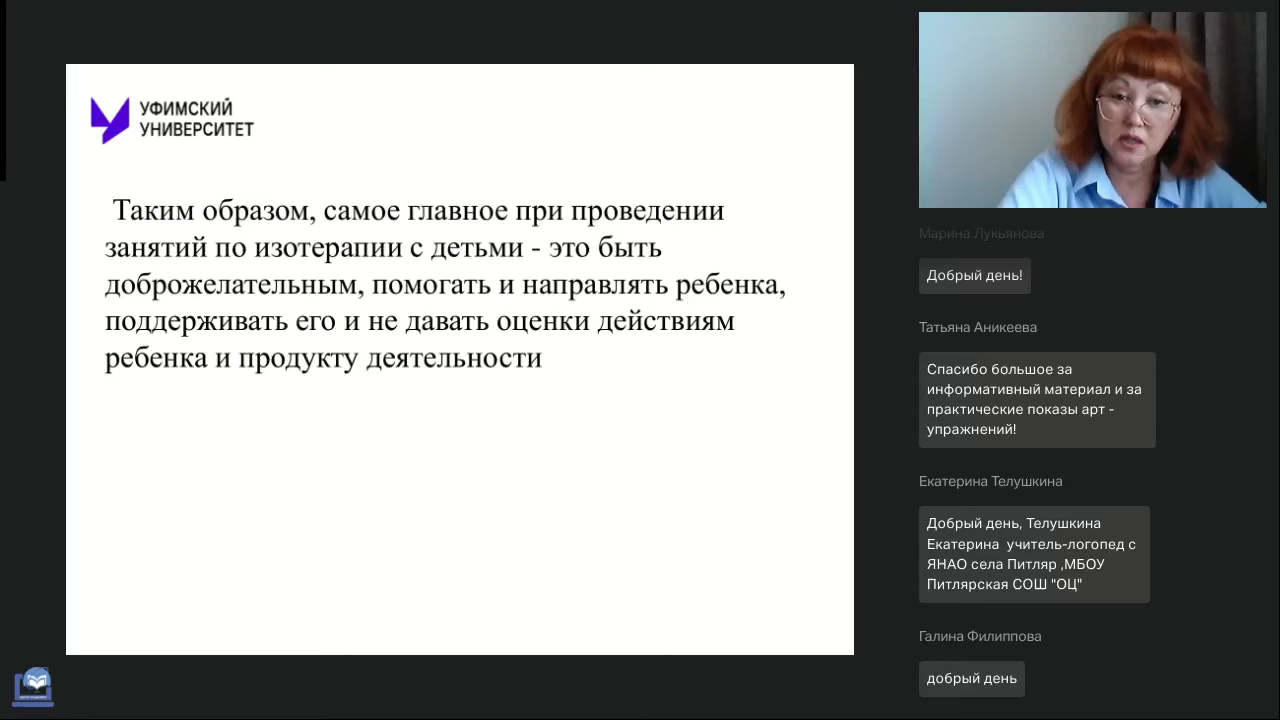 УФИМСКИЙ
УНИВЕРСИТЕТ
Таким образом, самое главное при проведении
занятий по изотерапии с детьми - это быть
доброжелательным, помогать и направлять ребенка,
поддерживать его и не давать оценки действиям
ребенка и продукту деятельности
Марина Лукьянова
Добрый день!
Татьяна Аникеева
Спасибо большое за
информативный материал и за
практические показы арт -
упражнений!
Екатерина Телушкина
Добрый день, Телушкина
Екатерина  учитель-логопед с
ЯНАО села Питляр ,МБОУ
Питлярская СОШ "ОЦ"
Галина Филиппова
добрый день